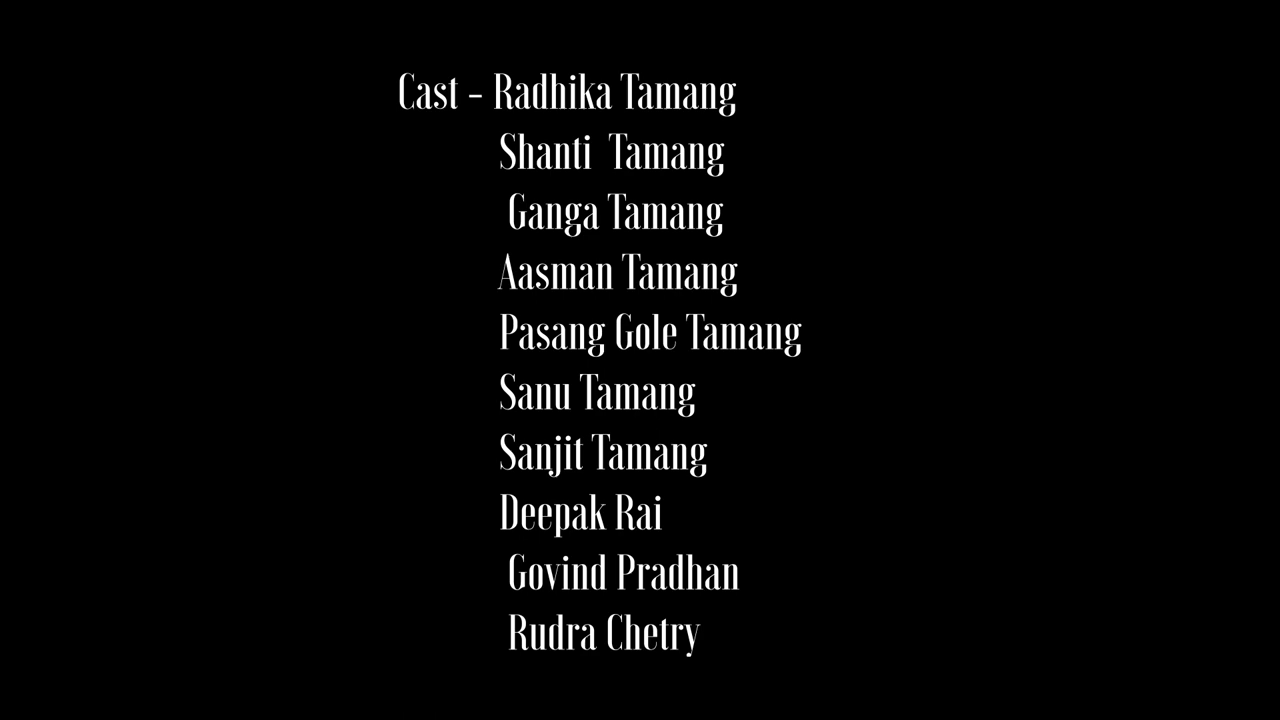 Cast - Radhika Tamang
Shanti Tamang
Ganga Tamang
Aasman Tamang
Pasang Gole Tamang
Sanu Tamang
Sanjit Tamang
Deepak Rai
Govind Pradhan
Rudra Chetry